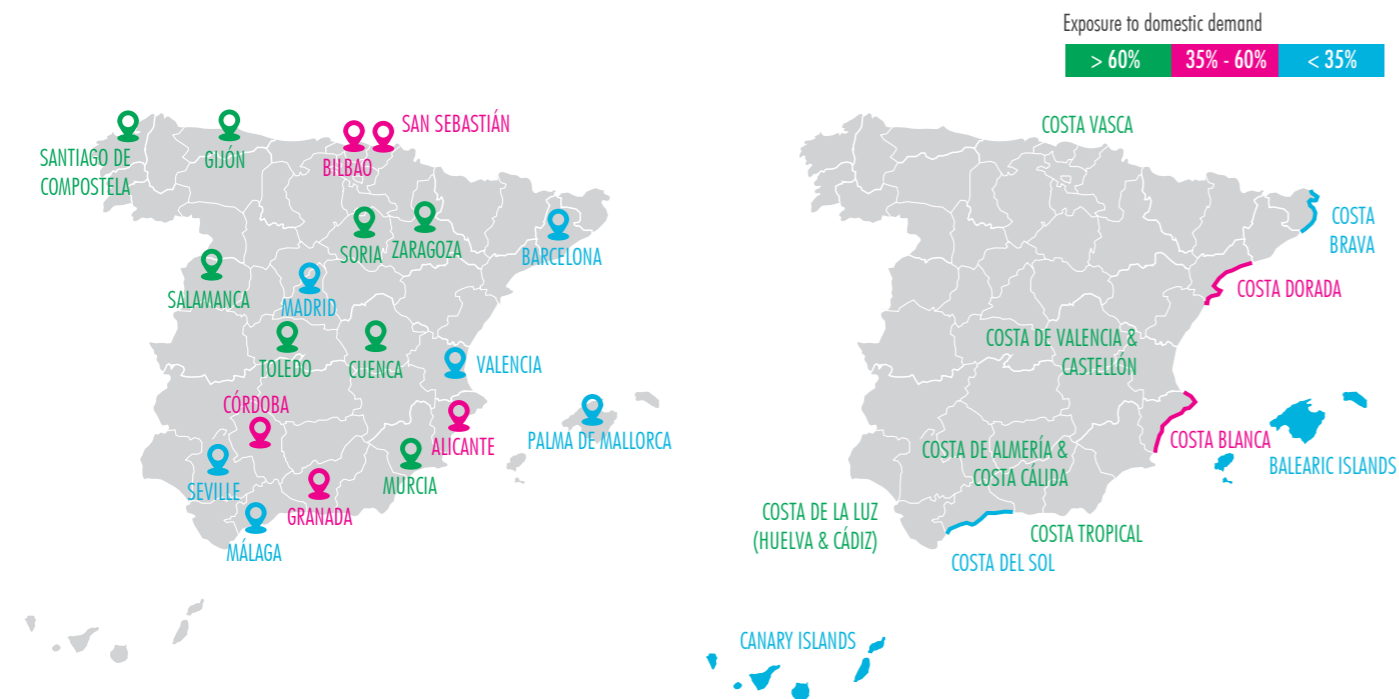 Exposure to domestic demand
> 60%
35% - 60%
< 35%
SAN SEBASTIÁN
SANTIAGO DE
COMPOSTELA
GIJÓN
BILBAO
SORIA
ZARAGOZA
BARCELONA
SALAMANCA
MADRID
TOLEDO
CUENCA
VALENCIA
CÓRDOBA
ALICANTE
PALMA DE MALLORCA
SEVILLE
MURCIA
GRANADA
MÁLAGA
COSTA VASCA
COSTA
BRAVA
COSTA DORADA
COSTA DE VALENCIA &
CASTELLÓN
COSTA BLANCA
COSTA DE ALMERÍA &
COSTA CÁLIDA
BALEARIC ISLANDS
COSTA DE LA LUZ
(HUELVA & CÁDIZ)
COSTA TROPICAL
COSTA DEL SOL
CANARY ISLANDS